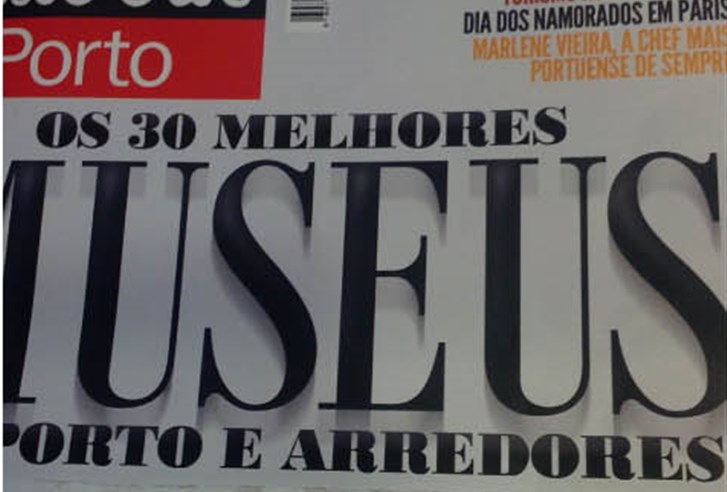 Porto
DIA DOS NAMORADOS EM PARIS
MARLENE VIEIRA, A CHEF MAIS
PORTUENSE DE SEMPRE
OS 30 MELHORES
MUSEUS
PORTO E ARREDORES